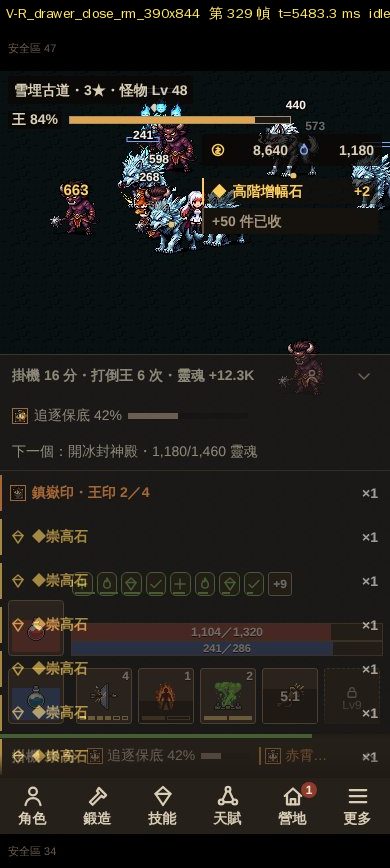 V-R_drawer_close_rm_390x844 第 329 幀 t=5483.3 ms idle
安全區 47
雪埋古道・3★・怪物 Lv 48
王 84%
440
573
241
598
268
663
8,640
1,180
◆ 高階增幅石 +2
+50 件已收
掛機 16 分・打倒王 6 次・靈魂 +12.3K
追逐保底 42%
下一個：開冰封神殿・1,180/1,460 靈魂
鎮嶽印・王印 2／4 ×1
◆崇高石 ×1
◆崇高石 ×1
+9
◆崇高石 ×1
1,104／1,320
241／286
◆崇高石 ×1
4
1
2
5.1
Lv9
◆崇高石 ×1
◆崇高石 ×1
追逐保底 42%
赤霄…
角色
鍛造
技能
天賦
營地
1
更多
安全區 34